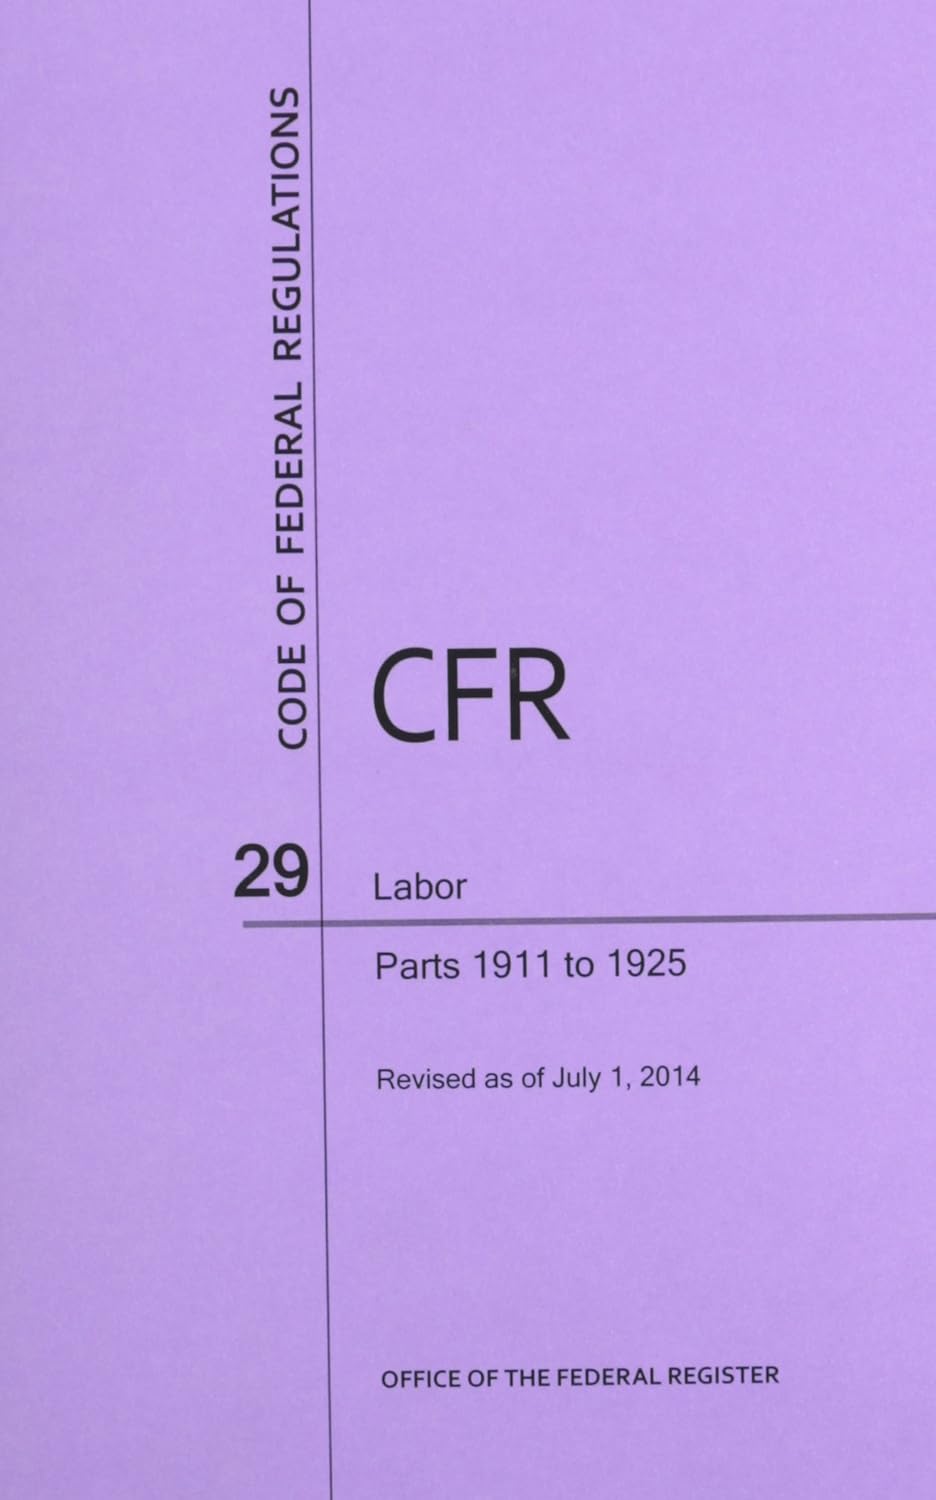 CODE OF FEDERAL REGULATIONS
CFR
29
Labor
Parts 1911 to 1925
Revised as of July 1, 2014
OFFICE OF THE FEDERAL REGISTER